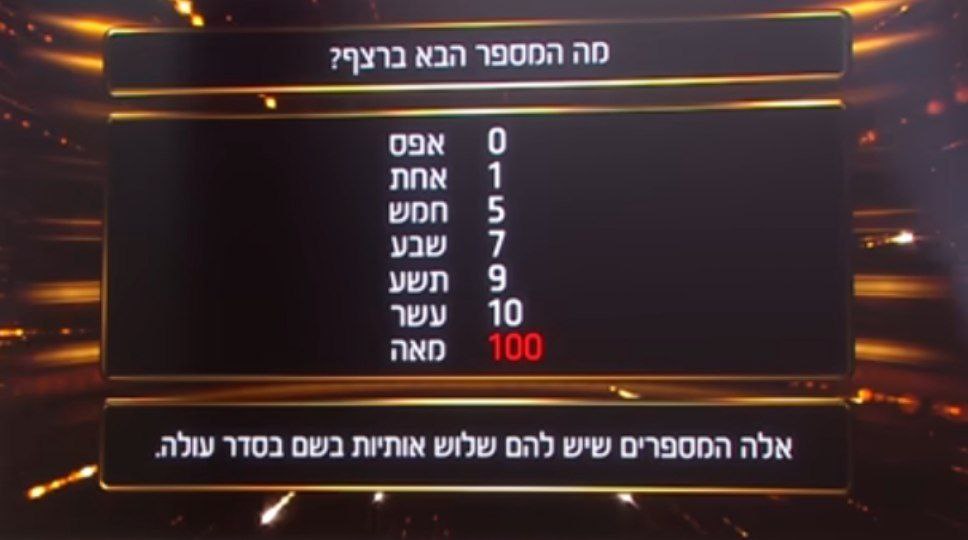 מה המספר הבא ברצף?
0 אפס
1 אחת
5 חמש
7 שבע
9 תשע
10 עשר
100 מאה
אלה המספרים שיש להם שלוש אותיות בשם בסדר עולה.